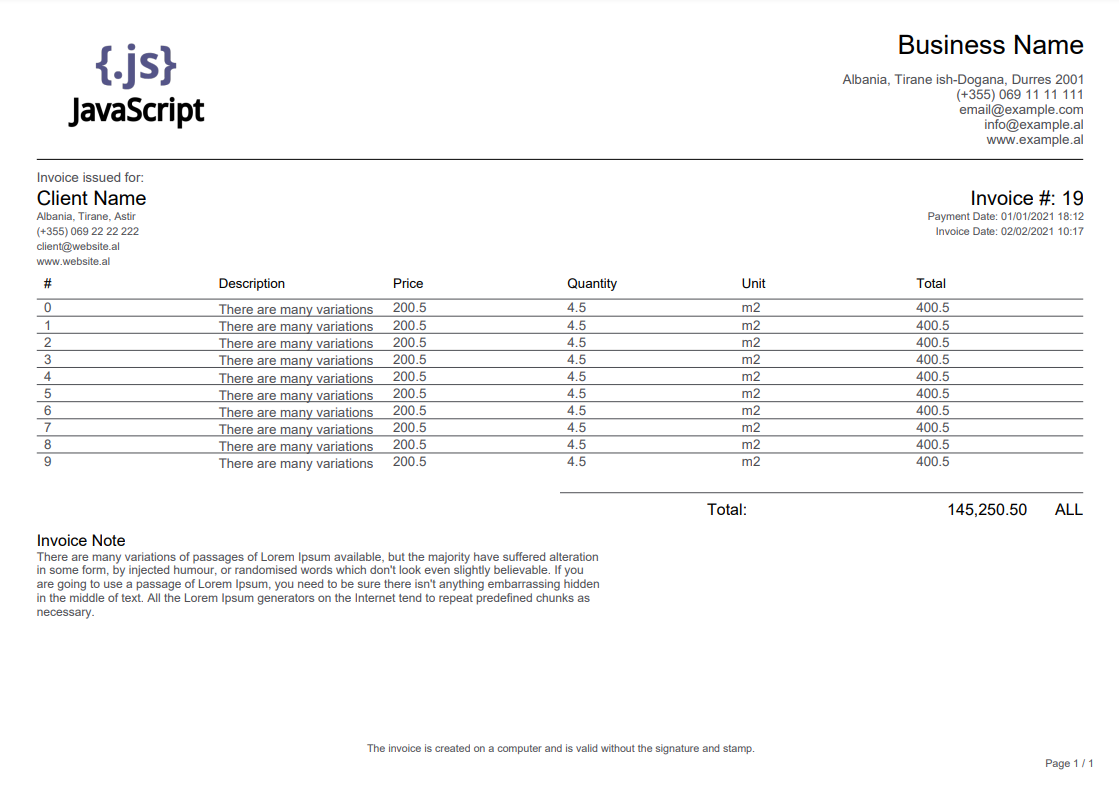 {.js}
JavaScript
Business Name
Albania, Tirane ish-Dogana, Durres 2001
(+355) 069 11 11 111
email@example.com
info@example.al
www.example.al
Invoice issued for:
Client Name
Albania, Tirane, Astir
(+355) 069 22 22 222
client@website.al
www.website.al
Invoice #: 19
Payment Date: 01/01/2021 18:12
Invoice Date: 02/02/2021 10:17
# Description Price Quantity Unit Total
0 There are many variations 200.5 4.5 m2 400.5
1 There are many variations 200.5 4.5 m2 400.5
2 There are many variations 200.5 4.5 m2 400.5
3 There are many variations 200.5 4.5 m2 400.5
4 There are many variations 200.5 4.5 m2 400.5
5 There are many variations 200.5 4.5 m2 400.5
6 There are many variations 200.5 4.5 m2 400.5
7 There are many variations 200.5 4.5 m2 400.5
8 There are many variations 200.5 4.5 m2 400.5
9 There are many variations 200.5 4.5 m2 400.5
Total: 145,250.50 ALL
Invoice Note
There are many variations of passages of Lorem Ipsum available, but the majority have suffered alteration
in some form, by injected humour, or randomised words which don't look even slightly believable. If you
are going to use a passage of Lorem Ipsum, you need to be sure there isn't anything embarrassing hidden
in the middle of text. All the Lorem Ipsum generators on the Internet tend to repeat predefined chunks as
necessary.
The invoice is created on a computer and is valid without the signature and stamp.
Page 1 / 1